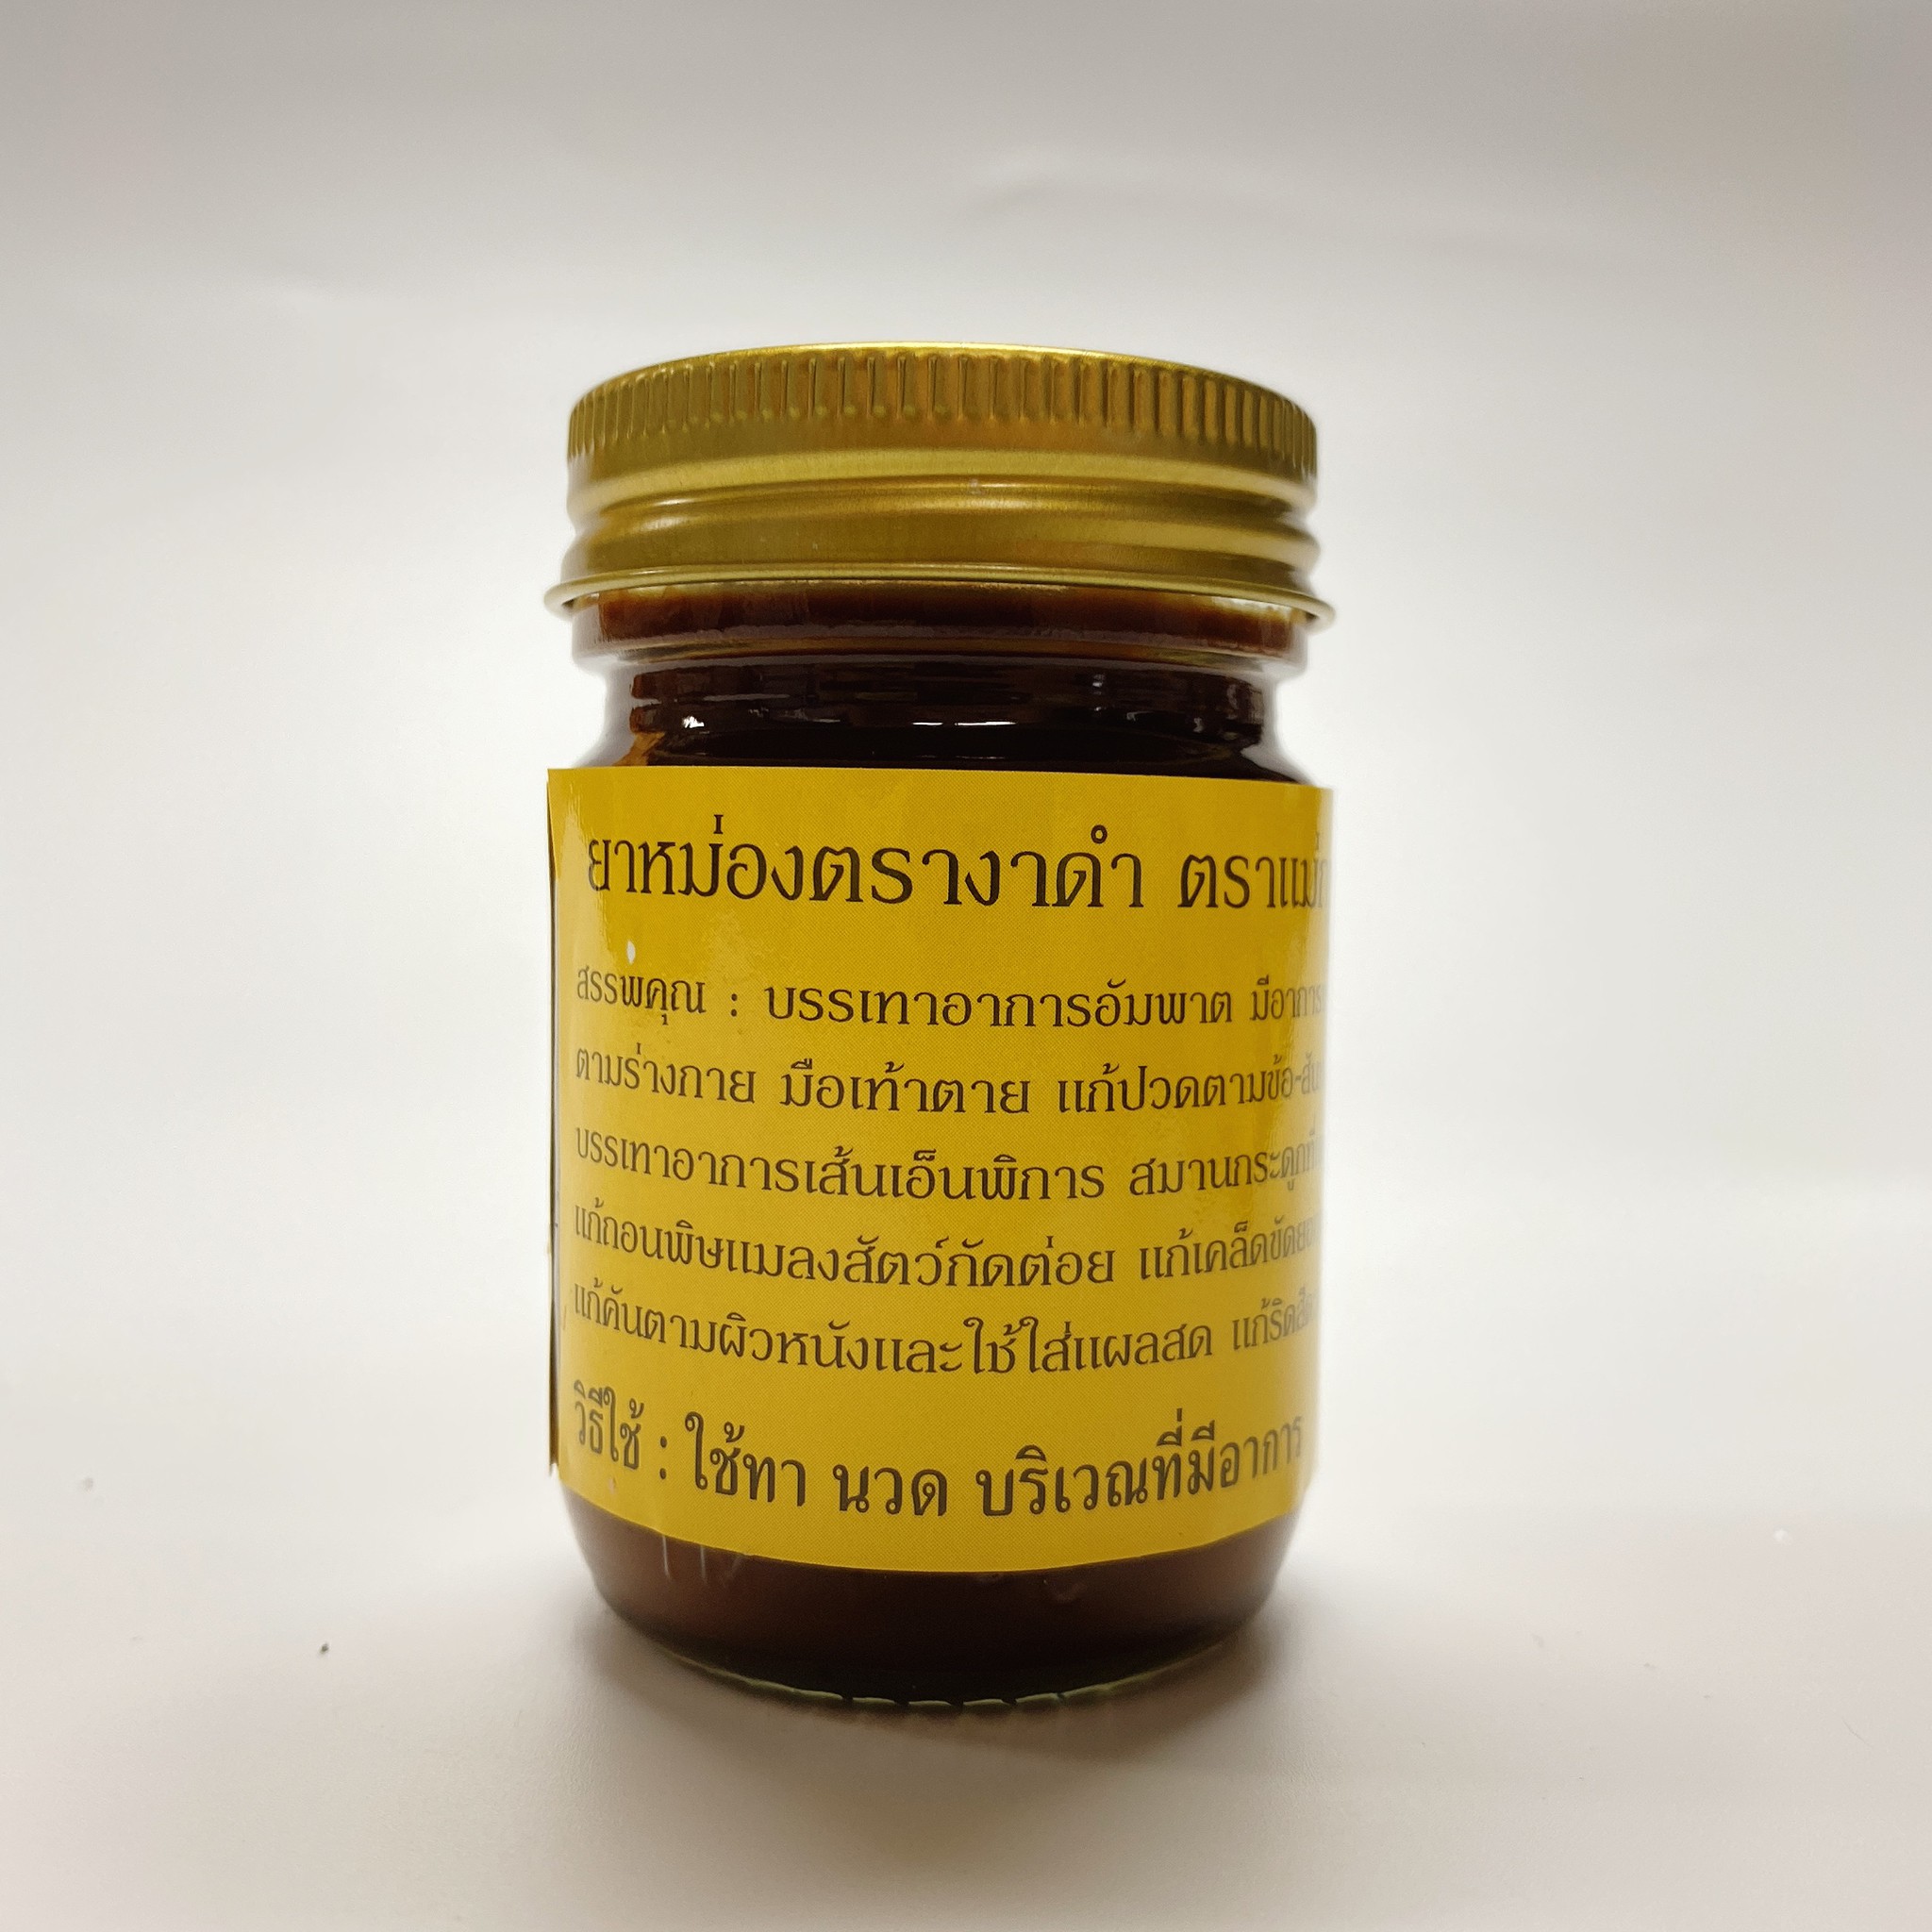 ยาหม่องตรางาดำ ตราแม่
สรรพคุณ : บรรเทาอาการอัมพาต มีอาการ
ตามร่างกาย มือเท้าตาย แก้ปวดตามข้อ-
บรรเทาอาการเส้นเอ็นพิการ สมานกระดูกที่
แก้ถอนพิษแมลงสัตว์กัดต่อย แก้เคล็ดขัดยอก
แก้คันตามผิวหนังและใช้ใส่แผลสด แก้ริดสีดวง
วิธีใช้ : ใช้ทา นวด บริเวณที่มีอาการ